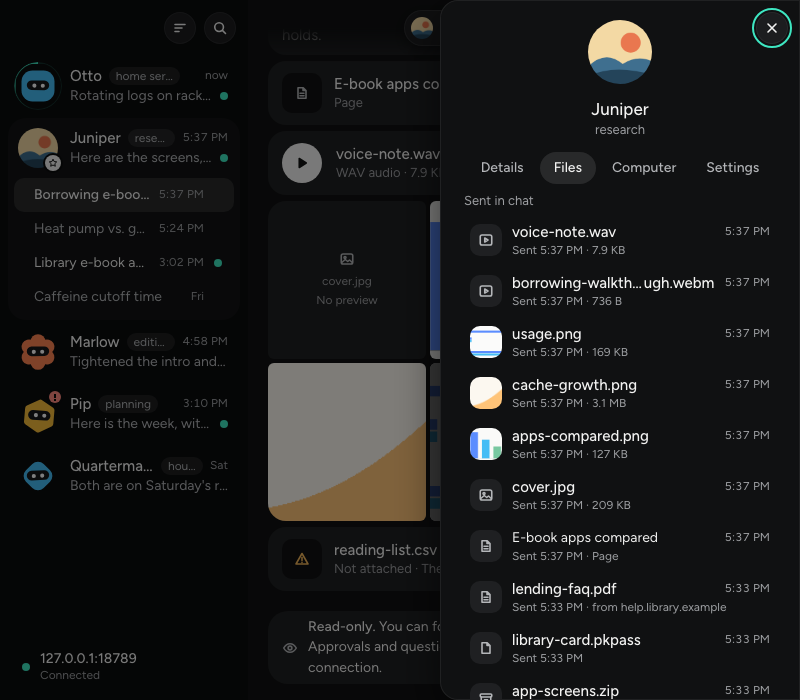 Otto home ser... now
Rotating logs on rack...
Juniper rese... 5:37 PM
Here are the screens,...
Borrowing e-boo... 5:37 PM
Heat pump vs. g... 5:24 PM
Library e-book a... 3:02 PM
Caffeine cutoff time Fri
Marlow editi... 4:58 PM
Tightened the intro and...
Pip planning 3:10 PM
Here is the week, wit...
Quarterma... hou... Sat
Both are on Saturday's r...
127.0.0.1:18789
Connected
holds.
E-book apps co
Page
voice-note.wav
WAV audio · 7.9 K
cover.jpg
No preview
reading-list.csv
Not attached · The
Read-only. You can fo
Approvals and questi
connection.
Juniper
research
Details Files Computer Settings
Sent in chat
voice-note.wav 5:37 PM
Sent 5:37 PM · 7.9 KB
borrowing-walkth...ugh.webm 5:37 PM
Sent 5:37 PM · 736 B
usage.png 5:37 PM
Sent 5:37 PM · 169 KB
cache-growth.png 5:37 PM
Sent 5:37 PM · 3.1 MB
apps-compared.png 5:37 PM
Sent 5:37 PM · 127 KB
cover.jpg 5:37 PM
Sent 5:37 PM · 209 KB
E-book apps compared 5:37 PM
Sent 5:37 PM · Page
lending-faq.pdf 5:33 PM
Sent 5:33 PM · from help.library.example
library-card.pkpass 5:33 PM
Sent 5:33 PM
app-screens.zip 5:33 PM